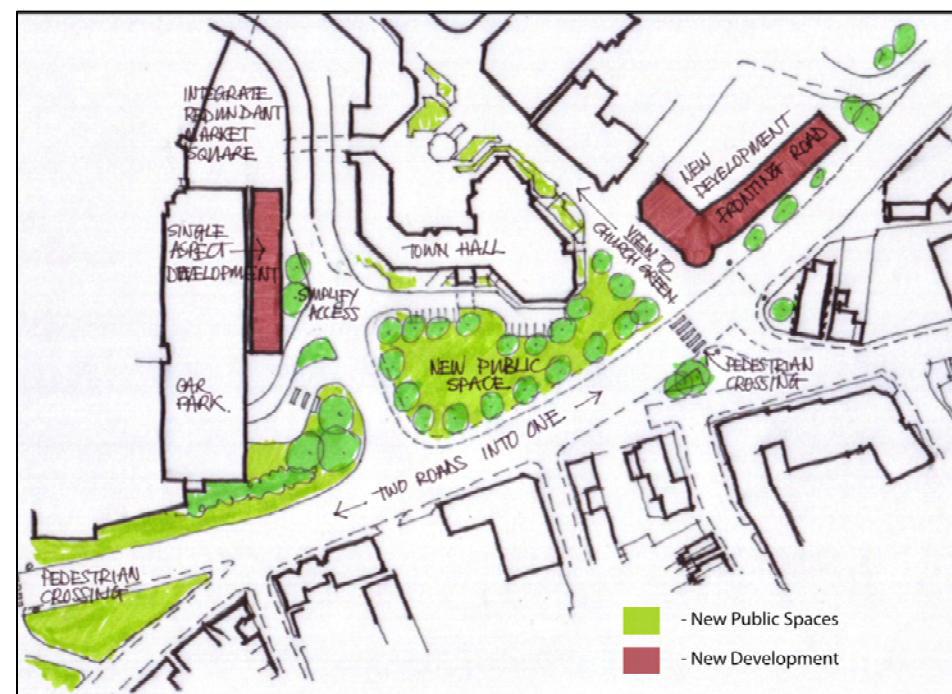 INTEGRATE
REDUNDANT
MARKET
SQUARE
SINGLE
ASPECT
DEVELOPMENT
SIMPLIFY
ACCESS
CAR
PARK.
TOWN HALL
NEW PUBLIC
SPACE.
VIEW TO
CHURCH GREEN
NEW
DEVELOPMENT
FRONTING ROAD
PEDESTRIAN
CROSSING
TWO ROADS INTO ONE
PEDESTRIAN
CROSSING
- New Public Spaces
- New Development